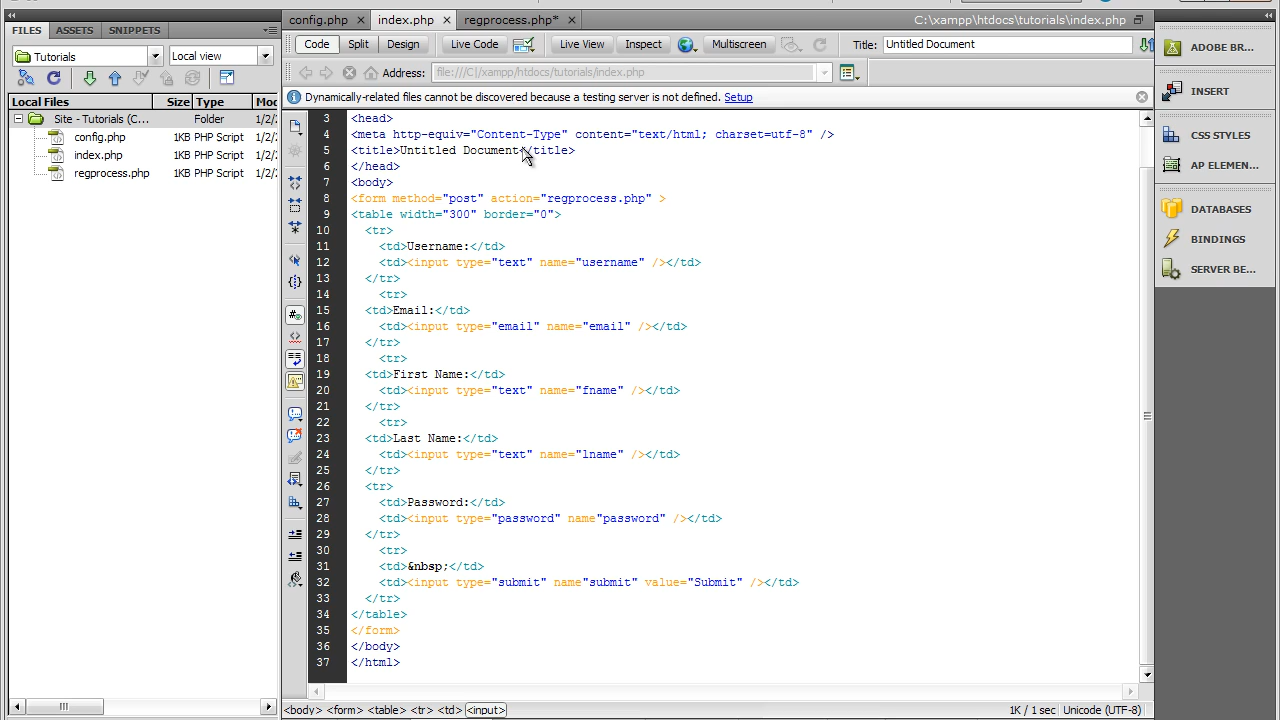 config.php × index.php × regprocess.php* × C:\xampp\htdocs\tutorials\index.php
FILES ASSETS SNIPPETS
Code Split Design Live Code Live View Inspect Multiscreen Title: Untitled Document
Tutorials Local view
Address: file:///C|/xampp/htdocs/tutorials/index.php
Dynamically-related files cannot be discovered because a testing server is not defined. Setup
Local Files Size Type Mo
Site - Tutorials (C... Folder 1/2/
config.php 1KB PHP Script 1/2/
index.php 1KB PHP Script 1/2/
regprocess.php 1KB PHP Script 1/2/
3 <head>
4 <meta http-equiv="Content-Type" content="text/html; charset=utf-8" />
5 <title>Untitled Document</title>
6 </head>
7 <body>
8 <form method="post" action="regprocess.php" >
9 <table width="300" border="0">
10 <tr>
11 <td>Username:</td>
12 <td><input type="text" name="username" /></td>
13 </tr>
14 <tr>
15 <td>Email:</td>
16 <td><input type="email" name="email" /></td>
17 </tr>
18 <tr>
19 <td>First Name:</td>
20 <td><input type="text" name="fname" /></td>
21 </tr>
22 <tr>
23 <td>Last Name:</td>
24 <td><input type="text" name="lname" /></td>
25 </tr>
26 <tr>
27 <td>Password:</td>
28 <td><input type="password" name"password" /></td>
29 </tr>
30 <tr>
31 <td>&nbsp;</td>
32 <td><input type="submit" name"submit" value="Submit" /></td>
33 </tr>
34 </table>
35 </form>
36 </body>
37 </html>
<body> <form> <table> <tr> <td> <input> 1K / 1 sec Unicode (UTF-8)
ADOBE BR...
INSERT
CSS STYLES
AP ELEMEN...
DATABASES
BINDINGS
SERVER BE...